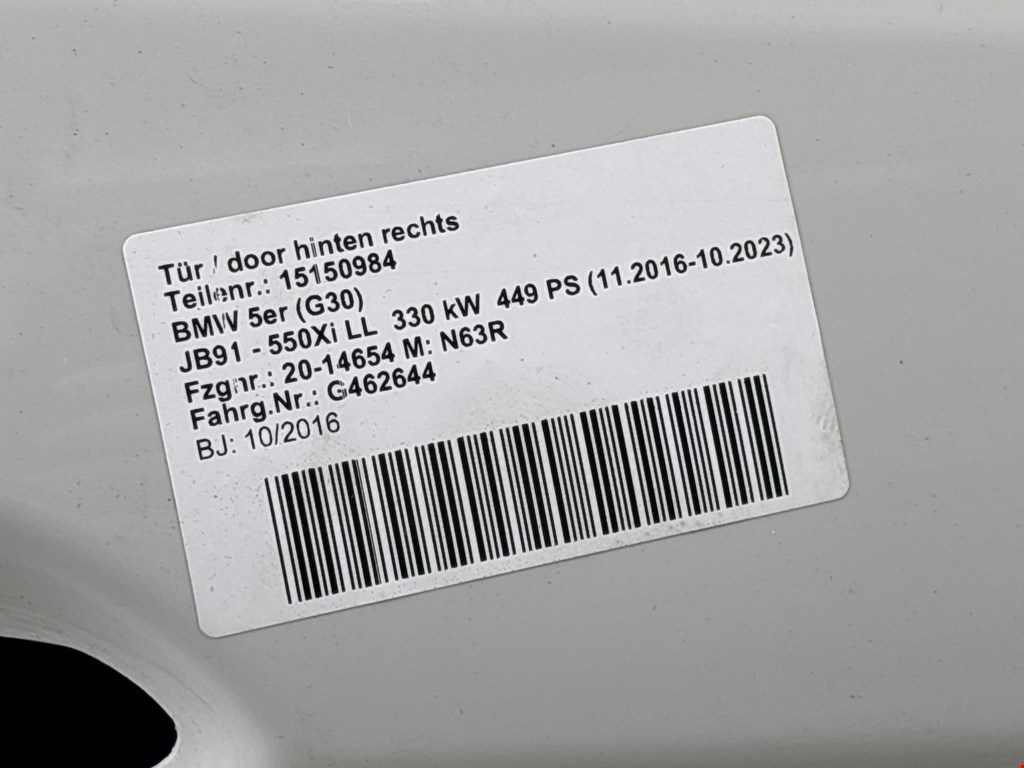 Tür / door hinten rechts
Teilenr.: 15150984
BMW 5er (G30)
JB91 - 550Xi LL 330 kW 449 PS (11.2016-10.2023)
Fzgnr.: 20-14654 M: N63R
Fahrg.Nr.: G462644
BJ: 10/2016